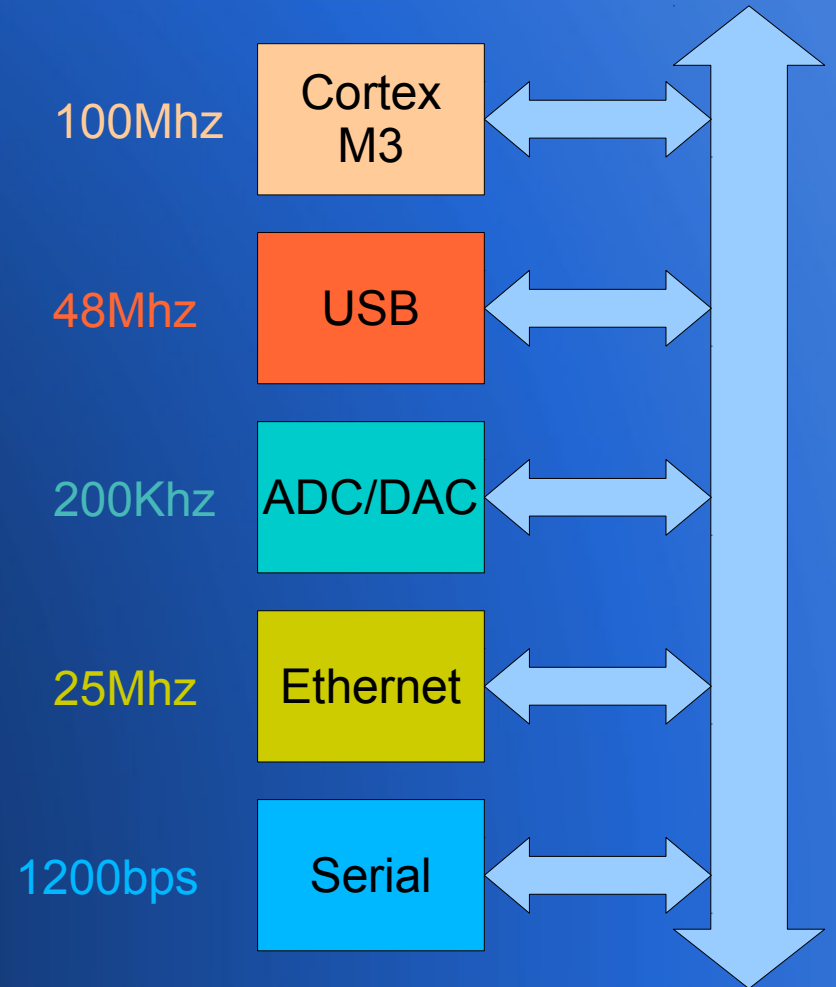 100Mhz
Cortex
M3
48Mhz
USB
200Khz
ADC/DAC
25Mhz
Ethernet
1200bps
Serial